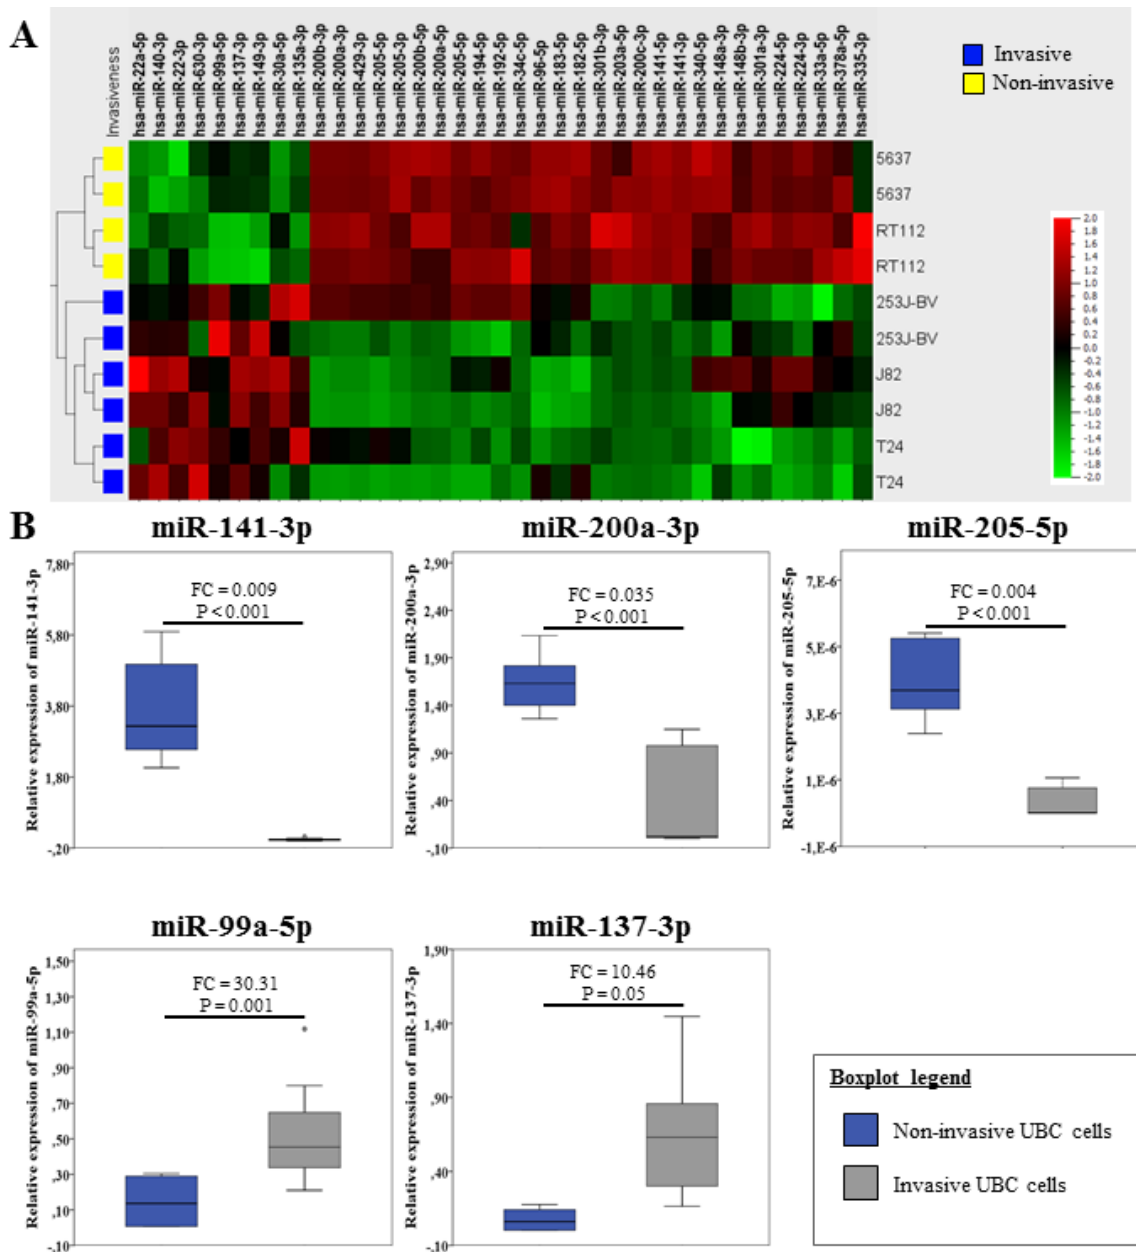 A
Invasiveness
hsa-miR-22a-5p
hsa-miR-140-3p
hsa-miR-22-3p
hsa-miR-630-3p
hsa-miR-99a-5p
hsa-miR-137-3p
hsa-miR-149-3p
hsa-miR-30a-5p
hsa-miR-135a-3p
hsa-miR-200b-3p
hsa-miR-200a-3p
hsa-miR-429-3p
hsa-miR-205-5p
hsa-miR-205-3p
hsa-miR-200b-5p
hsa-miR-200a-5p
hsa-miR-205-5p
hsa-miR-194-5p
hsa-miR-192-5p
hsa-miR-34c-5p
hsa-miR-96-5p
hsa-miR-183-5p
hsa-miR-182-5p
hsa-miR-301b-3p
hsa-miR-203a-5p
hsa-miR-200c-3p
hsa-miR-141-5p
hsa-miR-141-3p
hsa-miR-340-5p
hsa-miR-148a-3p
hsa-miR-148b-3p
hsa-miR-301a-3p
hsa-miR-224-5p
hsa-miR-224-3p
hsa-miR-33a-5p
hsa-miR-378a-5p
hsa-miR-335-3p
Invasive
Non-invasive
5637
5637
RT112
RT112
253J-BV
253J-BV
J82
J82
T24
T24
2.0
1.8
1.6
1.4
1.2
1.0
0.8
0.6
0.4
0.2
0.0
-0.2
-0.4
-0.6
-0.8
-1.0
-1.2
-1.4
-1.6
-1.8
-2.0
B
miR-141-3p
Relative expression of miR-141-3p
7,80
5,80
3,80
1,80
-,20
FC = 0.009
P < 0.001
miR-200a-3p
Relative expression of miR-200a-3p
2,90
2,40
1,90
1,40
,90
,40
-,10
FC = 0.035
P < 0.001
miR-205-5p
Relative expression of miR-205-5p
7,E-6
5,E-6
3,E-6
1,E-6
-1,E-6
FC = 0.004
P < 0.001
miR-99a-5p
Relative expression of miR-99a-5p
1,50
1,30
1,10
,90
,70
,50
,30
,10
-,10
FC = 30.31
P = 0.001
miR-137-3p
Relative expression of miR-137-3p
1,90
1,40
,90
,40
-,10
FC = 10.46
P = 0.05
Boxplot legend
Non-invasive UBC cells
Invasive UBC cells